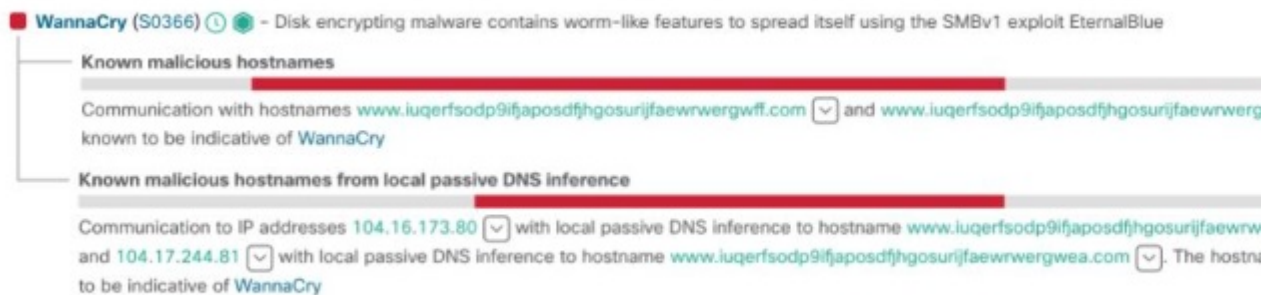 WannaCry (S0366) - Disk encrypting malware contains worm-like features to spread itself using the SMBv1 exploit EternalBlue
Known malicious hostnames
Communication with hostnames www.iuqerfsodp9ifjaposdfjhgosurijfaewrwergwff.com and www.iuqerfsodp9ifjaposdfjhgosurijfaewrwerg
known to be indicative of WannaCry
Known malicious hostnames from local passive DNS inference
Communication to IP addresses 104.16.173.80 with local passive DNS inference to hostname www.iuqerfsodp9ifjaposdfjhgosurijfaewrw
and 104.17.244.81 with local passive DNS inference to hostname www.iuqerfsodp9ifjaposdfjhgosurijfaewrwergwea.com . The hostna
to be indicative of WannaCry